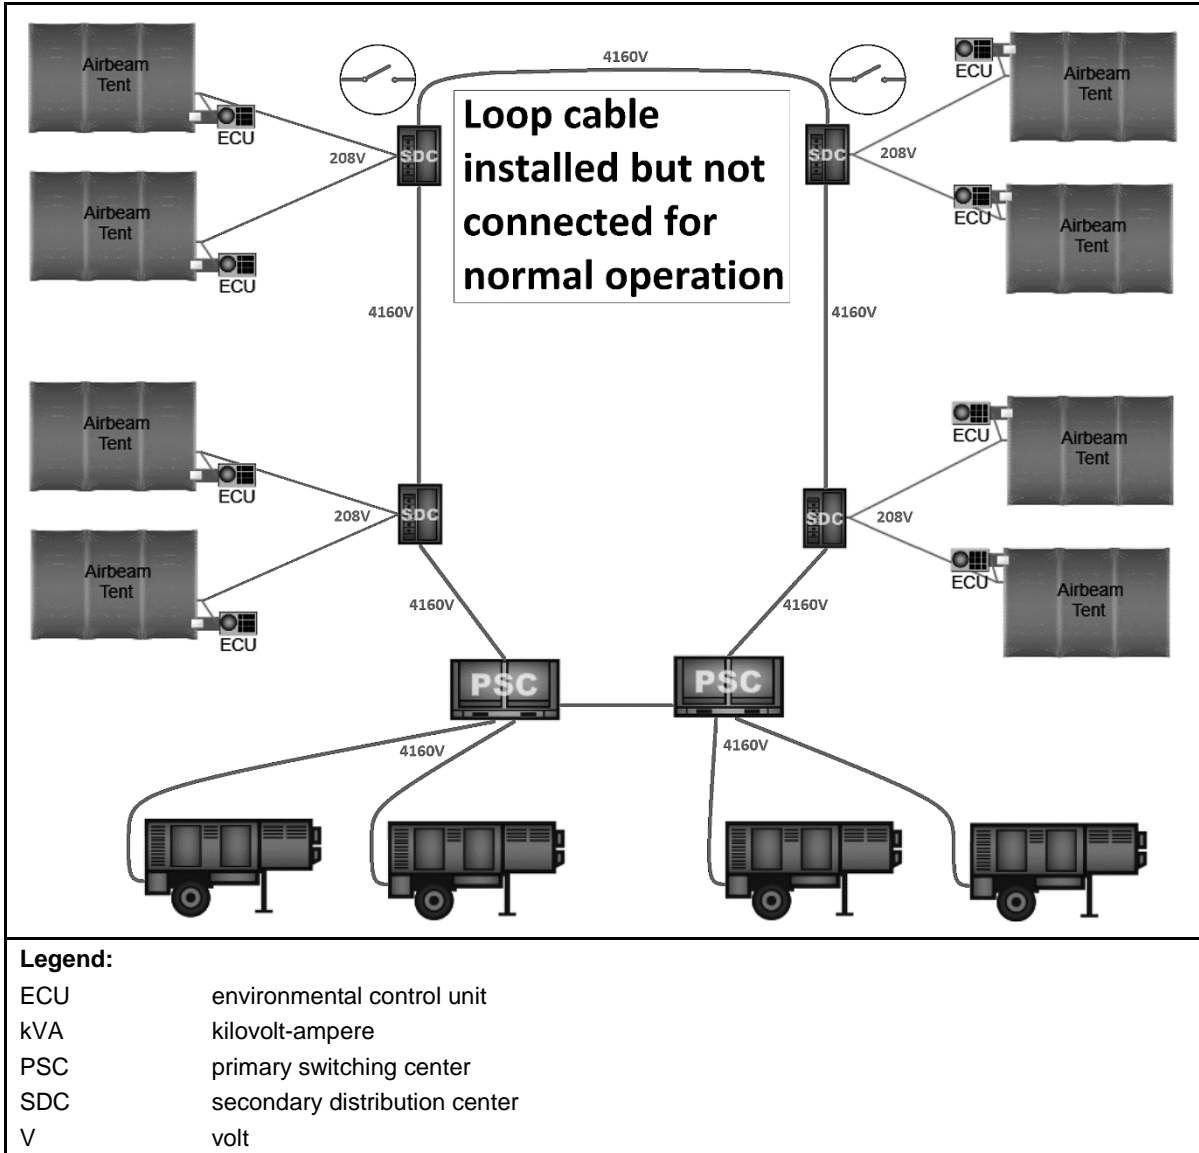 4160V
Airbeam
Tent
ECU
Airbeam
Tent
ECU
208V
SDC
Loop cable
installed but not
connected for
normal operation
SDC
208V
ECU
Airbeam
Tent
ECU
Airbeam
Tent
4160V
4160V
Airbeam
Tent
ECU
Airbeam
Tent
ECU
208V
SDC
SDC
208V
ECU
Airbeam
Tent
ECU
Airbeam
Tent
4160V
4160V
PSC
PSC
4160V
4160V
Legend:
ECU environmental control unit
kVA kilovolt-ampere
PSC primary switching center
SDC secondary distribution center
V volt